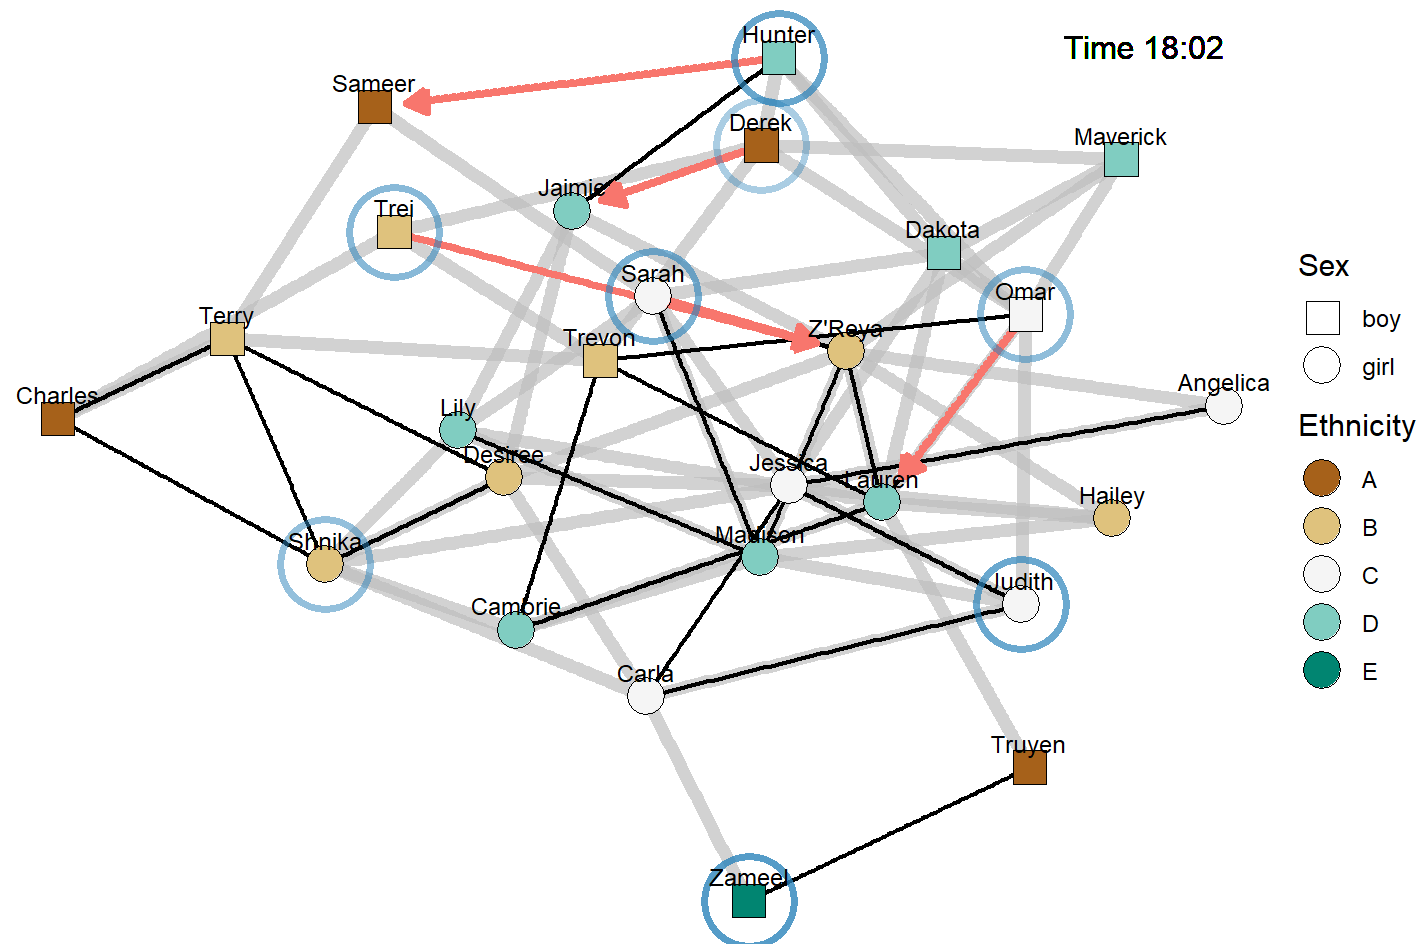 Hunter
Time 18:02
Sameer
Derek
Maverick
Jaimie
Trei
Dakota
Sarah
Sex
Omar
boy
Terry
Z'Reya
Trevon
girl
Angelica
Charles
Lily
Ethnicity
Desiree
Jessica
A
Lauren
Hailey
B
Madison
Shnika
C
Judith
Camorie
D
Carla
E
Truyen
Zameel